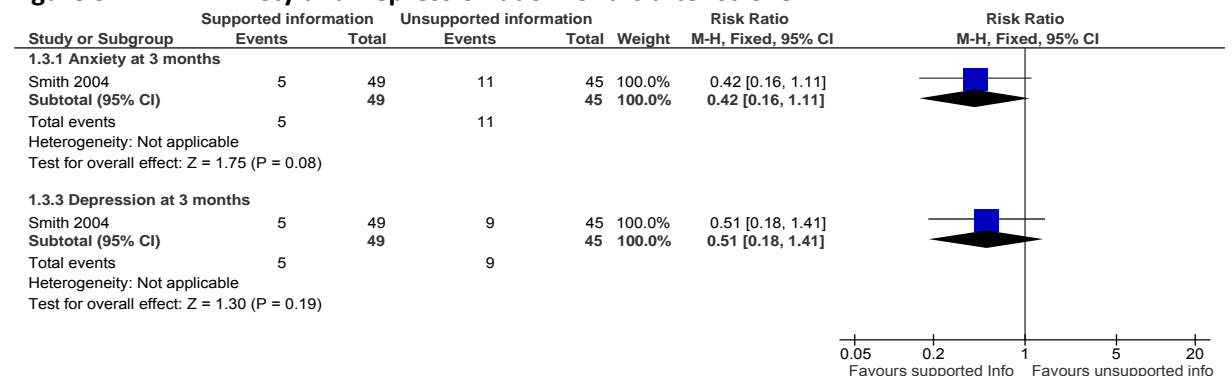 Supported information Unsupported information Risk Ratio Risk Ratio
Study or Subgroup Events Total Events Total Weight M-H, Fixed, 95% CI M-H, Fixed, 95% CI
1.3.1 Anxiety at 3 months
Smith 2004 5 49 11 45 100.0% 0.42 [0.16, 1.11]
Subtotal (95% CI) 49 45 100.0% 0.42 [0.16, 1.11]
Total events 5 11
Heterogeneity: Not applicable
Test for overall effect: Z = 1.75 (P = 0.08)
1.3.3 Depression at 3 months
Smith 2004 5 49 9 45 100.0% 0.51 [0.18, 1.41]
Subtotal (95% CI) 49 45 100.0% 0.51 [0.18, 1.41]
Total events 5 9
Heterogeneity: Not applicable
Test for overall effect: Z = 1.30 (P = 0.19)
0.05 0.2 1 5 20
Favours supported Info Favours unsupported info